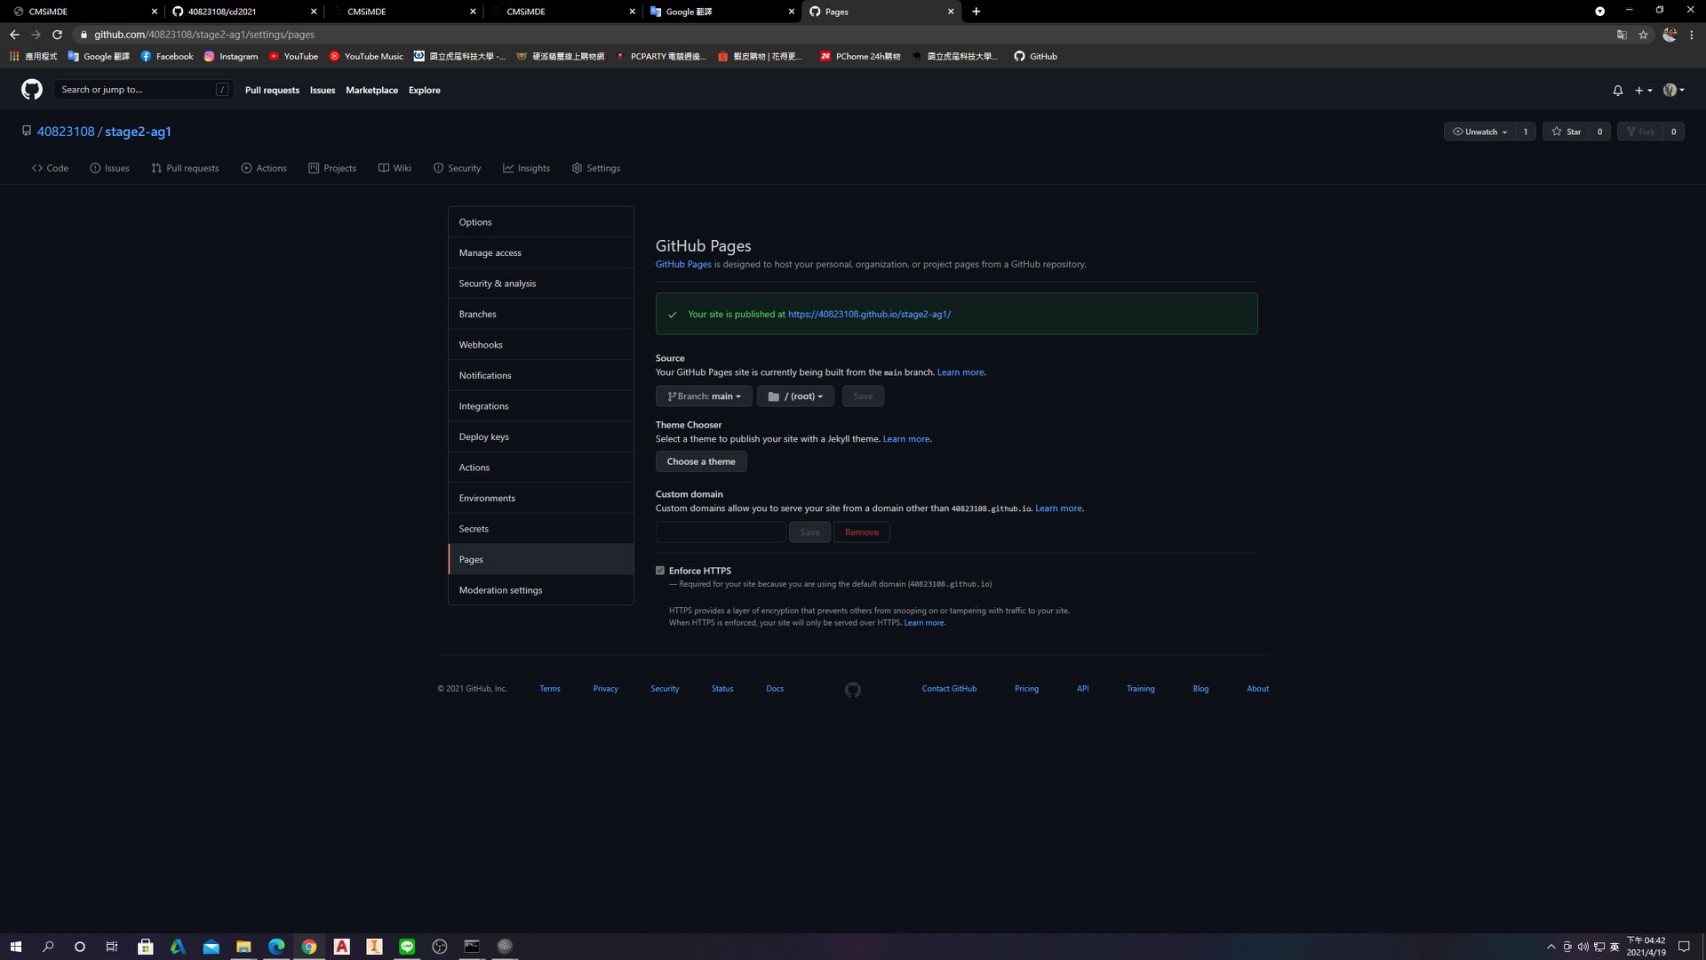 CMSiMDE
40823108/cd2021
CMSiMDE
CMSiMDE
Google 翻譯
Pages
github.com/40823108/stage2-ag1/settings/pages
應用程式
Google 翻譯
Facebook
Instagram
YouTube
YouTube Music
國立虎尾科技大學 -...
硬派精璽線上購物網
PCPARTY 電競週邊...
蝦皮購物 | 花得更...
PChome 24h購物
國立虎尾科技大學...
GitHub
Search or jump to...
/
Pull requests
Issues
Marketplace
Explore
40823108 / stage2-ag1
Unwatch
1
Star
0
Fork
0
Code
Issues
Pull requests
Actions
Projects
Wiki
Security
Insights
Settings
Options
Manage access
Security & analysis
Branches
Webhooks
Notifications
Integrations
Deploy keys
Actions
Environments
Secrets
Pages
Moderation settings
GitHub Pages
GitHub Pages is designed to host your personal, organization, or project pages from a GitHub repository.
Your site is published at https://40823108.github.io/stage2-ag1/
Source
Your GitHub Pages site is currently being built from the main branch. Learn more.
Branch: main
/ (root)
Save
Theme Chooser
Select a theme to publish your site with a Jekyll theme. Learn more.
Choose a theme
Custom domain
Custom domains allow you to serve your site from a domain other than 40823108.github.io. Learn more.
Save
Remove
Enforce HTTPS
— Required for your site because you are using the default domain (40823108.github.io)
HTTPS provides a layer of encryption that prevents others from snooping on or tampering with traffic to your site.
When HTTPS is enforced, your site will only be served over HTTPS. Learn more.
© 2021 GitHub, Inc.
Terms
Privacy
Security
Status
Docs
Contact GitHub
Pricing
API
Training
Blog
About
英
下午 04:42
2021/4/19